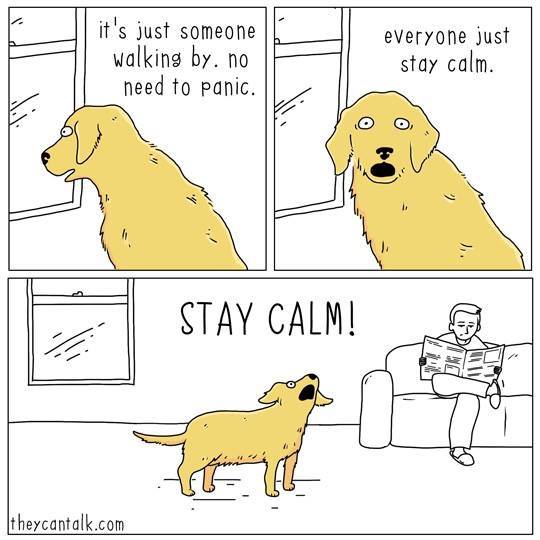 it's just someone
walking by. no
need to panic.
everyone just
stay calm.
STAY CALM!
theycantalk.com